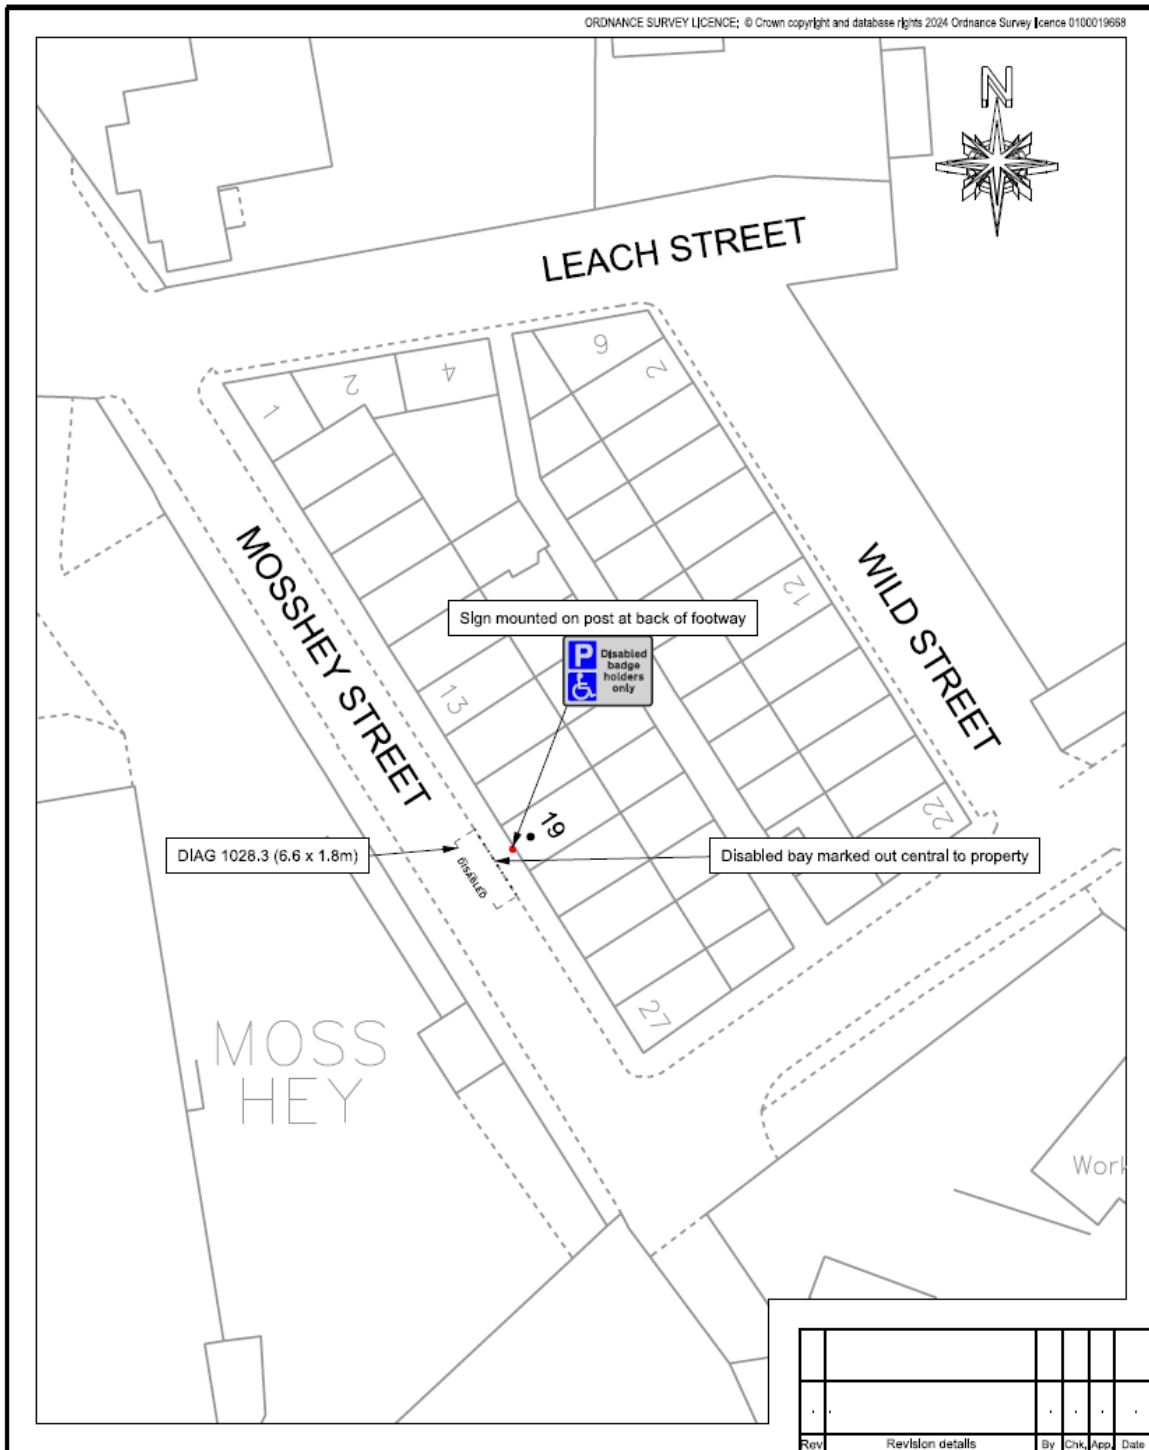 ORDNANCE SURVEY LICENCE; © Crown copyright and database rights 2024 Ordnance Survey licence 0100019668
N
LEACH STREET
6
2
4
2
1
MOSSHEY STREET
WILD STREET
12
Sign mounted on post at back of footway
P Disabled
badge
holders
only
13
19
22
DIAG 1028.3 (6.6 x 1.8m)
Disabled bay marked out central to property
DISABLED
27
MOSS
HEY
Work
Rev
Revision details
By
Chk.
App.
Date